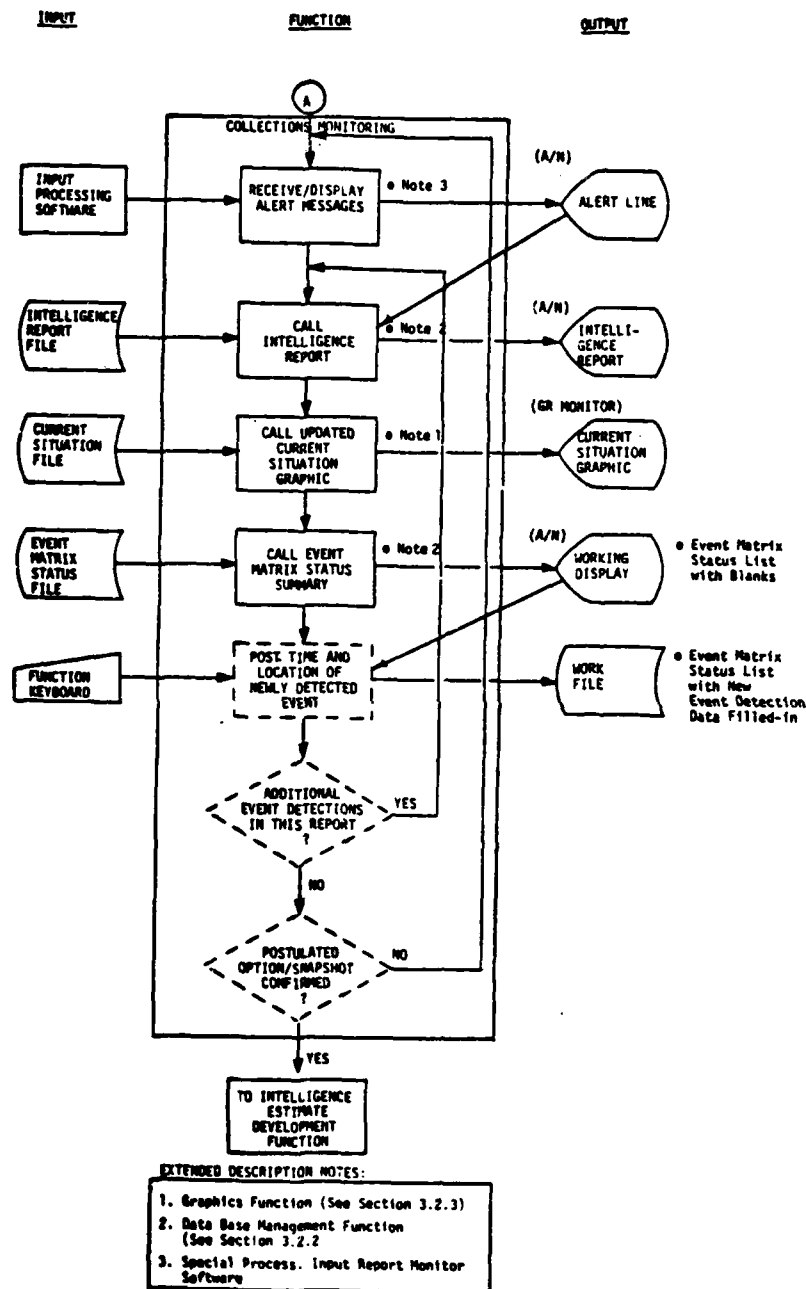 INPUT
FUNCTION
OUTPUT
A
COLLECTIONS MONITORING
INPUT
PROCESSING
SOFTWARE
RECEIVE/DISPLAY
ALERT MESSAGES
● Note 3
(A/N)
ALERT LINE
INTELLIGENCE
REPORT
FILE
CALL
INTELLIGENCE
REPORT
● Note 2
(A/N)
INTELLI-
GENCE
REPORT
CURRENT
SITUATION
FILE
CALL UPDATED
CURRENT
SITUATION
GRAPHIC
● Note 1
(GR MONITOR)
CURRENT
SITUATION
GRAPHIC
EVENT
MATRIX
STATUS
FILE
CALL EVENT
MATRIX STATUS
SUMMARY
● Note 2
(A/N)
WORKING
DISPLAY
● Event Matrix
Status List
with Blanks
FUNCTION
KEYBOARD
POST TIME AND
LOCATION OF
NEWLY DETECTED
EVENT
WORK
FILE
● Event Matrix
Status List
with New
Event Detection
Data Filled-in
ADDITIONAL
EVENT DETECTIONS
IN THIS REPORT
?
YES
NO
POSTULATED
OPTION/SNAPSHOT
CONFIRMED
?
NO
YES
TO INTELLIGENCE
ESTIMATE
DEVELOPMENT
FUNCTION
EXTENDED DESCRIPTION NOTES:
1. Graphics Function (See Section 3.2.3)
2. Data Base Management Function
(See Section 3.2.2
3. Special Process. Input Report Monitor
Software